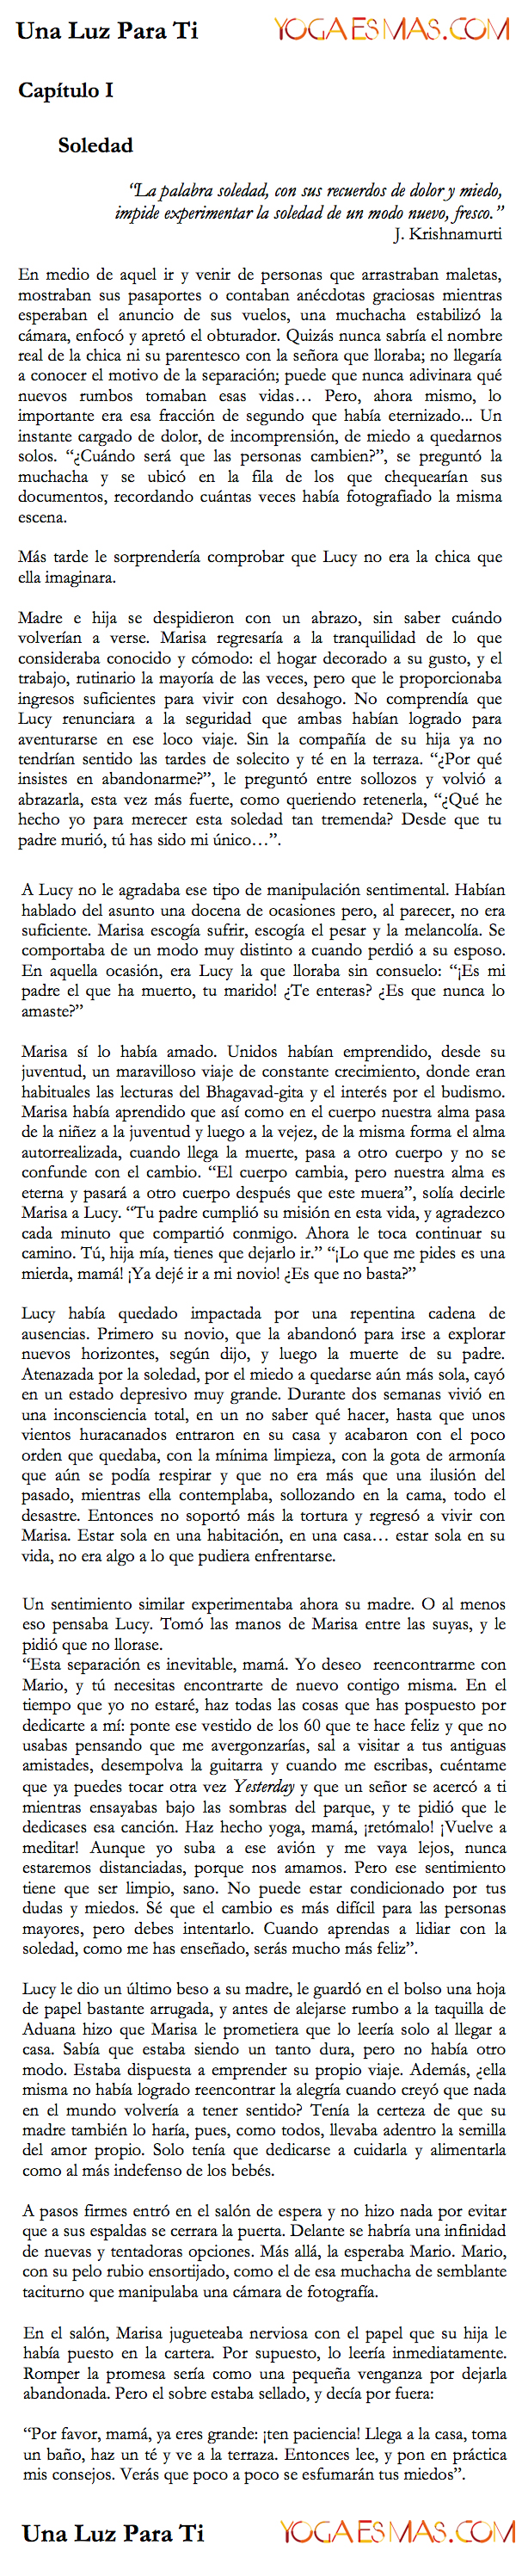 Una Luz Para Ti
YOGAESMAS.COM
Capítulo I
Soledad
“La palabra soledad, con sus recuerdos de dolor y miedo,
impide experimentar la soledad de un modo nuevo, fresco.”
J. Krishnamurti
En medio de aquel ir y venir de personas que arrastraban maletas,
mostraban sus pasaportes o contaban anécdotas graciosas mientras
esperaban el anuncio de sus vuelos, una muchacha estabilizó la
cámara, enfocó y apretó el obturador. Quizás nunca sabría el nombre
real de la chica ni su parentesco con la señora que lloraba; no llegaría
a conocer el motivo de la separación; puede que nunca adivinara qué
nuevos rumbos tomaban esas vidas… Pero, ahora mismo, lo
importante era esa fracción de segundo que había eternizado... Un
instante cargado de dolor, de incomprensión, de miedo a quedarnos
solos. “¿Cuándo será que las personas cambien?”, se preguntó la
muchacha y se ubicó en la fila de los que chequearían sus
documentos, recordando cuántas veces había fotografiado la misma
escena.
Más tarde le sorprendería comprobar que Lucy no era la chica que
ella imaginara.
Madre e hija se despidieron con un abrazo, sin saber cuándo
volverían a verse. Marisa regresaría a la tranquilidad de lo que
consideraba conocido y cómodo: el hogar decorado a su gusto, y el
trabajo, rutinario la mayoría de las veces, pero que le proporcionaba
ingresos suficientes para vivir con desahogo. No comprendía que
Lucy renunciara a la seguridad que ambas habían logrado para
aventurarse en ese loco viaje. Sin la compañía de su hija ya no
tendrían sentido las tardes de solecito y té en la terraza. “¿Por qué
insistes en abandonarme?”, le preguntó entre sollozos y volvió a
abrazarla, esta vez más fuerte, como queriendo retenerla, “¿Qué he
hecho yo para merecer esta soledad tan tremenda? Desde que tu
padre murió, tú has sido mi único…”.
A Lucy no le agradaba ese tipo de manipulación sentimental. Habían
hablado del asunto una docena de ocasiones pero, al parecer, no era
suficiente. Marisa escogía sufrir, escogía el pesar y la melancolía. Se
comportaba de un modo muy distinto a cuando perdió a su esposo.
En aquella ocasión, era Lucy la que lloraba sin consuelo: “¡Es mi
padre el que ha muerto, tu marido! ¿Te enteras? ¿Es que nunca lo
amaste?”
Marisa sí lo había amado. Unidos habían emprendido, desde su
juventud, un maravilloso viaje de constante crecimiento, donde eran
habituales las lecturas del Bhagavad-gita y el interés por el budismo.
Marisa había aprendido que así como en el cuerpo nuestra alma pasa
de la niñez a la juventud y luego a la vejez, de la misma forma el alma
autorrealizada, cuando llega la muerte, pasa a otro cuerpo y no se
confunde con el cambio. “El cuerpo cambia, pero nuestra alma es
eterna y pasará a otro cuerpo después que este muera”, solía decirle
Marisa a Lucy. “Tu padre cumplió su misión en esta vida, y agradezco
cada minuto que compartió conmigo. Ahora le toca continuar su
camino. Tú, hija mía, tienes que dejarlo ir.” “¡Lo que me pides es una
mierda, mamá! ¡Ya dejé ir a mi novio! ¿Es que no basta?”
Lucy había quedado impactada por una repentina cadena de
ausencias. Primero su novio, que la abandonó para irse a explorar
nuevos horizontes, según dijo, y luego la muerte de su padre.
Atenazada por la soledad, por el miedo a quedarse aún más sola, cayó
en un estado depresivo muy grande. Durante dos semanas vivió en
una inconsciencia total, en un no saber qué hacer, hasta que unos
vientos huracanados entraron en su casa y acabaron con el poco
orden que quedaba, con la mínima limpieza, con la gota de armonía
que aún se podía respirar y que no era más que una ilusión del
pasado, mientras ella contemplaba, sollozando en la cama, todo el
desastre. Entonces no soportó más la tortura y regresó a vivir con
Marisa. Estar sola en una habitación, en una casa… estar sola en su
vida, no era algo a lo que pudiera enfrentarse.
Un sentimiento similar experimentaba ahora su madre. O al menos
eso pensaba Lucy. Tomó las manos de Marisa entre las suyas, y le
pidió que no llorase.
“Esta separación es inevitable, mamá. Yo deseo reencontrarme con
Mario, y tú necesitas encontrarte de nuevo contigo misma. En el
tiempo que yo no estaré, haz todas las cosas que has pospuesto por
dedicarte a mí: ponte ese vestido de los 60 que te hace feliz y que no
usabas pensando que me avergonzarías, sal a visitar a tus antiguas
amistades, desempolva la guitarra y cuando me escribas, cuéntame
que ya puedes tocar otra vez Yesterday y que un señor se acercó a ti
mientras ensayabas bajo las sombras del parque, y te pidió que le
dedicases esa canción. Haz hecho yoga, mamá, ¡retómalo! ¡Vuelve a
meditar! Aunque yo suba a ese avión y me vaya lejos, nunca
estaremos distanciadas, porque nos amamos. Pero ese sentimiento
tiene que ser limpio, sano. No puede estar condicionado por tus
dudas y miedos. Sé que el cambio es más difícil para las personas
mayores, pero debes intentarlo. Cuando aprendas a lidiar con la
soledad, como me has enseñado, serás mucho más feliz”.
Lucy le dio un último beso a su madre, le guardó en el bolso una hoja
de papel bastante arrugada, y antes de alejarse rumbo a la taquilla de
Aduana hizo que Marisa le prometiera que lo leería solo al llegar a
casa. Sabía que estaba siendo un tanto dura, pero no había otro
modo. Estaba dispuesta a emprender su propio viaje. Además, ¿ella
misma no había logrado reencontrar la alegría cuando creyó que nada
en el mundo volvería a tener sentido? Tenía la certeza de que su
madre también lo haría, pues, como todos, llevaba adentro la semilla
del amor propio. Solo tenía que dedicarse a cuidarla y alimentarla
como al más indefenso de los bebés.
A pasos firmes entró en el salón de espera y no hizo nada por evitar
que a sus espaldas se cerrara la puerta. Delante se habría una infinidad
de nuevas y tentadoras opciones. Más allá, la esperaba Mario. Mario,
con su pelo rubio ensortijado, como el de esa muchacha de semblante
taciturno que manipulaba una cámara de fotografía.
En el salón, Marisa jugueteaba nerviosa con el papel que su hija le
había puesto en la cartera. Por supuesto, lo leería inmediatamente.
Romper la promesa sería como una pequeña venganza por dejarla
abandonada. Pero el sobre estaba sellado, y decía por fuera:
“Por favor, mamá, ya eres grande: ¡ten paciencia! Llega a la casa, toma
un baño, haz un té y ve a la terraza. Entonces lee, y pon en práctica
mis consejos. Verás que poco a poco se esfumarán tus miedos”.
Una Luz Para Ti
YOGAESMAS.COM